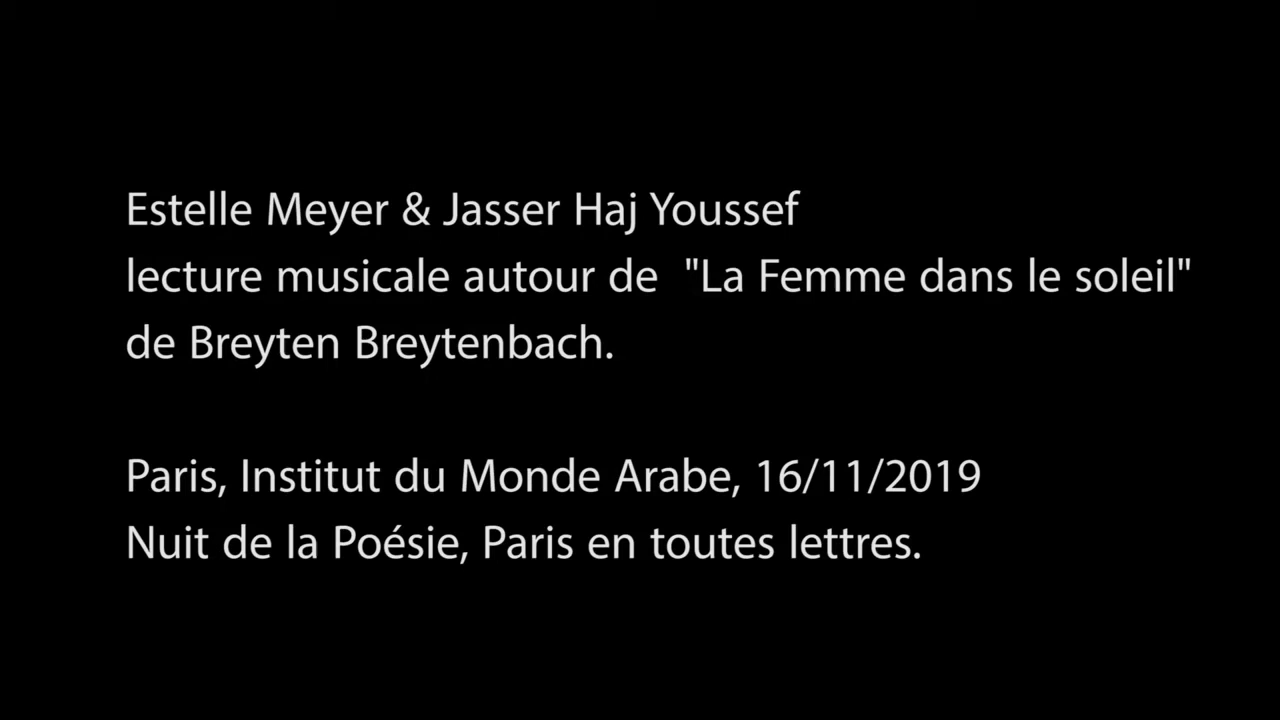 Estelle Meyer & Jasser Haj Youssef
lecture musicale autour de  "La Femme dans le soleil"
de Breyten Breytenbach.
Paris, Institut du Monde Arabe, 16/11/2019
Nuit de la Poésie, Paris en toutes lettres.